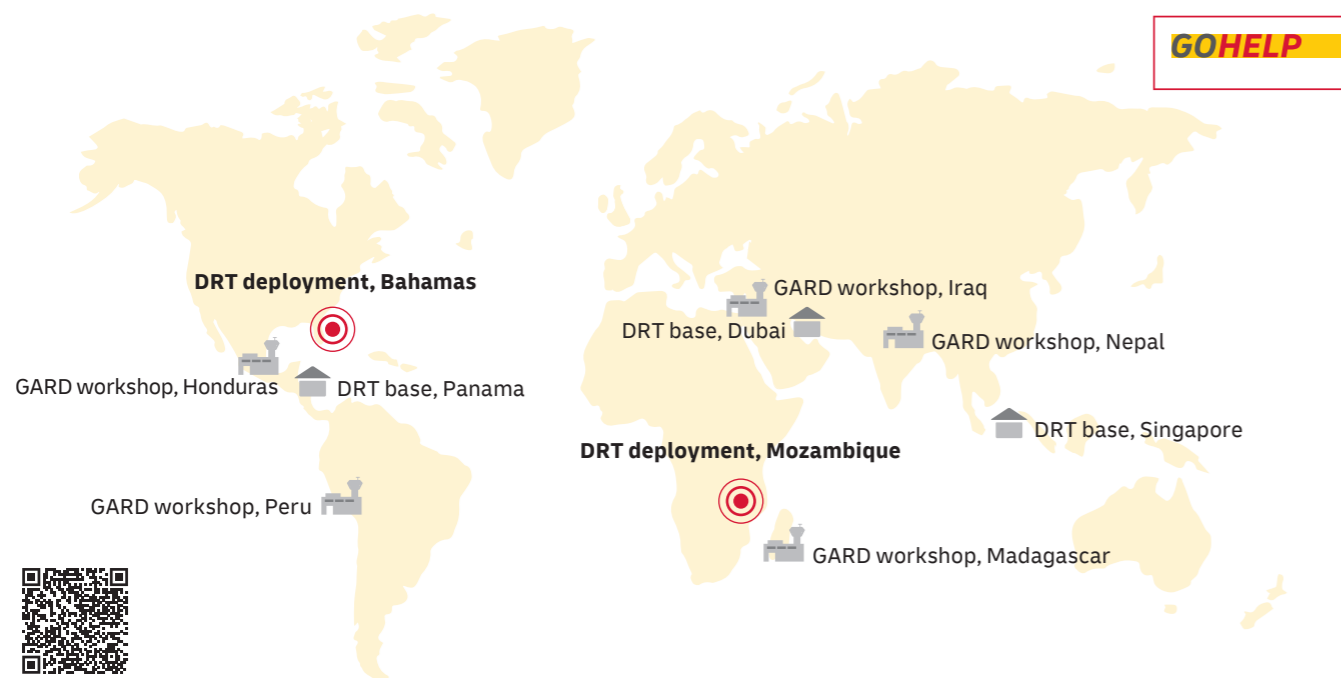 GOHELP
DRT deployment, Bahamas
GARD workshop, Iraq
DRT base, Dubai
GARD workshop, Nepal
GARD workshop, Honduras
DRT base, Panama
DRT base, Singapore
DRT deployment, Mozambique
GARD workshop, Peru
GARD workshop, Madagascar